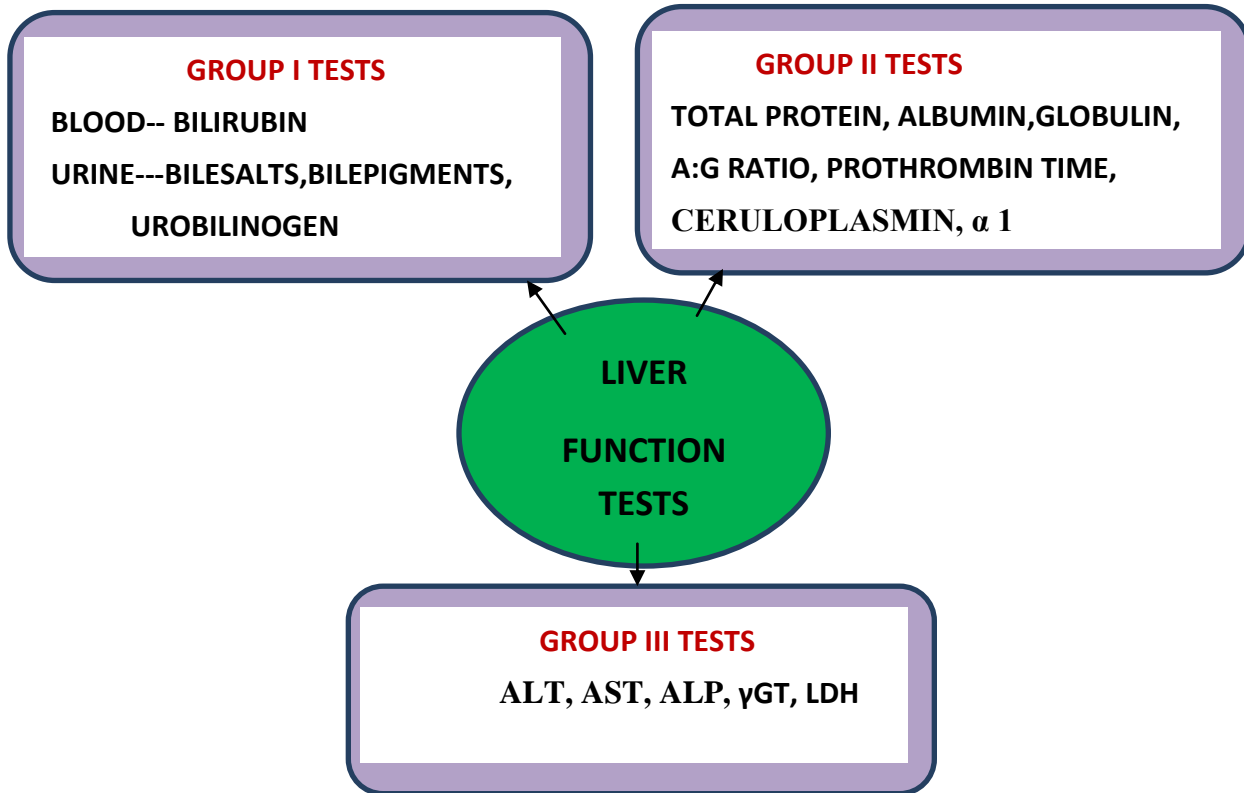 GROUP I TESTS
BLOOD-- BILIRUBIN
URINE---BILESALTS,BILEPIGMENTS,
UROBILINOGEN
GROUP II TESTS
TOTAL PROTEIN, ALBUMIN,GLOBULIN,
A:G RATIO, PROTHROMBIN TIME,
CERULOPLASMIN, α 1
LIVER
FUNCTION
TESTS
GROUP III TESTS
ALT, AST, ALP, γGT, LDH